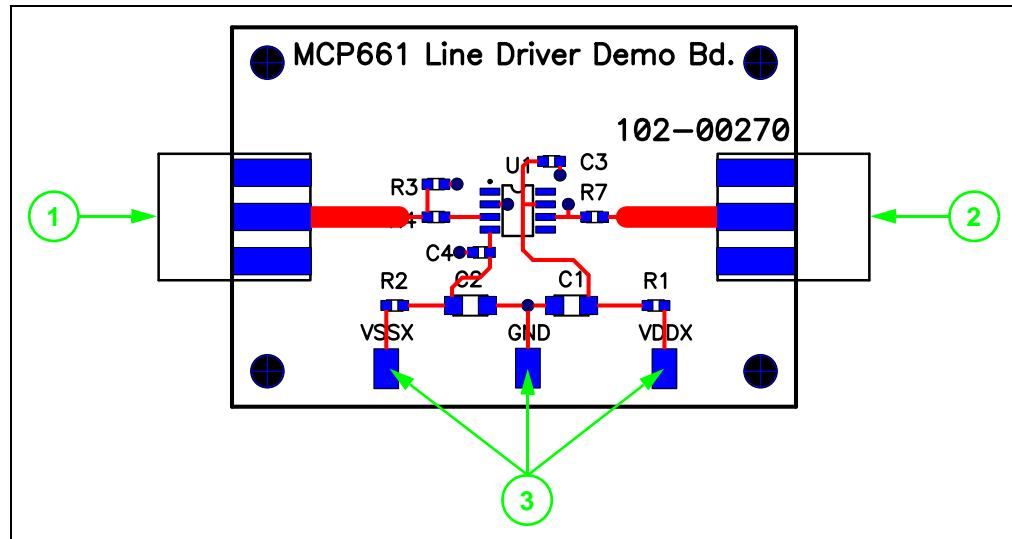 MCP661 Line Driver Demo Bd.
102-00270
U1
C3
R3
R7
1
2
C4
R2
C2
C1
R1
VSSX
GND
VDDX
3